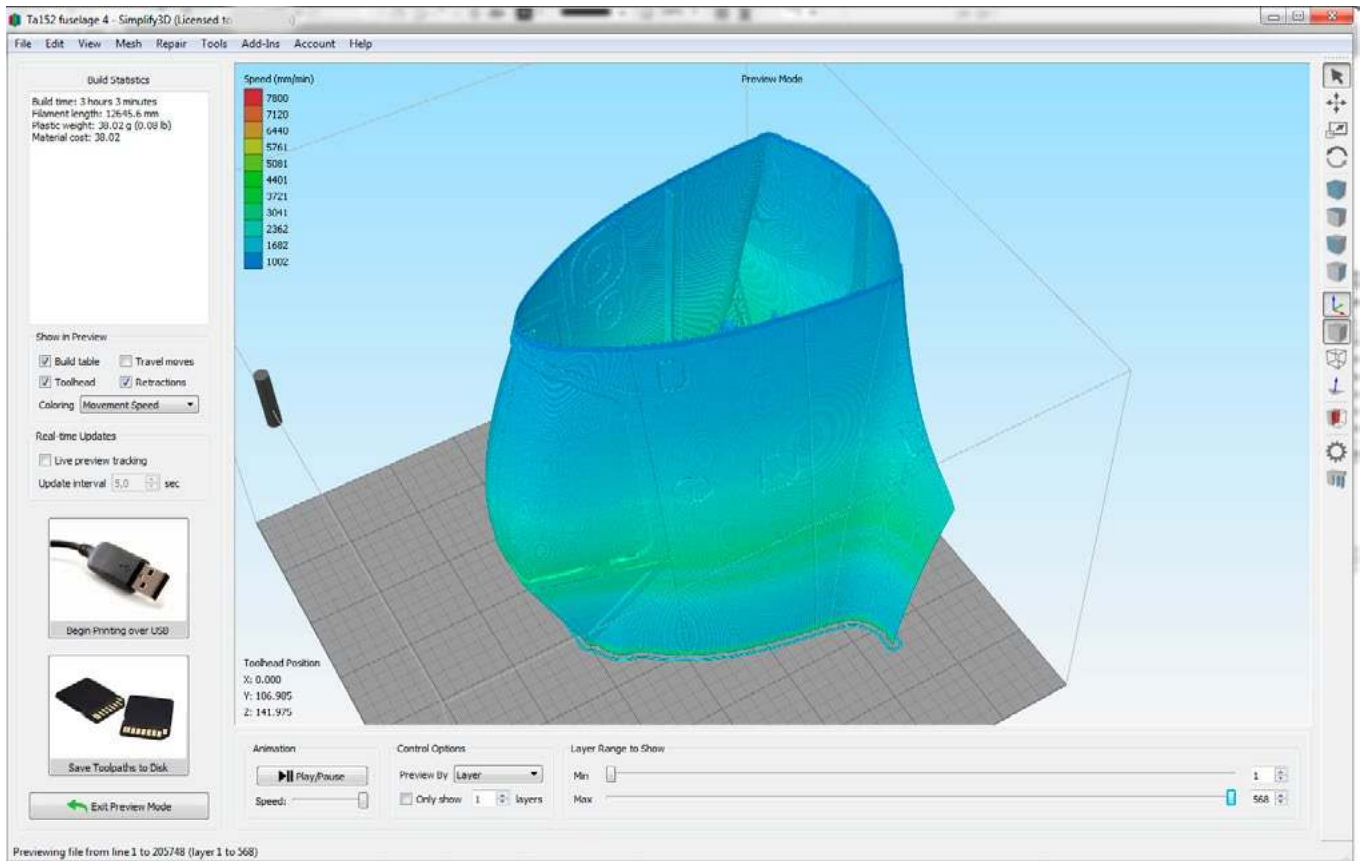 Ta152 fuselage 4 - Simplify3D (Licensed to
File Edit View Mesh Repair Tools Add-Ins Account Help
Build Statistics
Build time: 3 hours 3 minutes
Filament length: 12645.6 mm
Plastic weight: 38.02 g (0.08 lb)
Material cost: 38.02
Show in Preview
Build table Travel moves
Toolhead Retractions
Coloring Movement Speed
Real-time Updates
Live preview tracking
Update interval 5,0 sec
Begin Printing over USB
Save Toolpaths to Disk
Exit Preview Mode
Speed (mm/min)
7800
7120
6440
5761
5081
4401
3721
3041
2362
1682
1002
Preview Mode
Toolhead Position
X: 0.000
Y: 106.985
Z: 141.975
Animation
Play/Pause
Speed:
Control Options
Preview By Layer
Only show 1 layers
Layer Range to Show
Min 1
Max 568
Previewing file from line 1 to 205748 (layer 1 to 568)